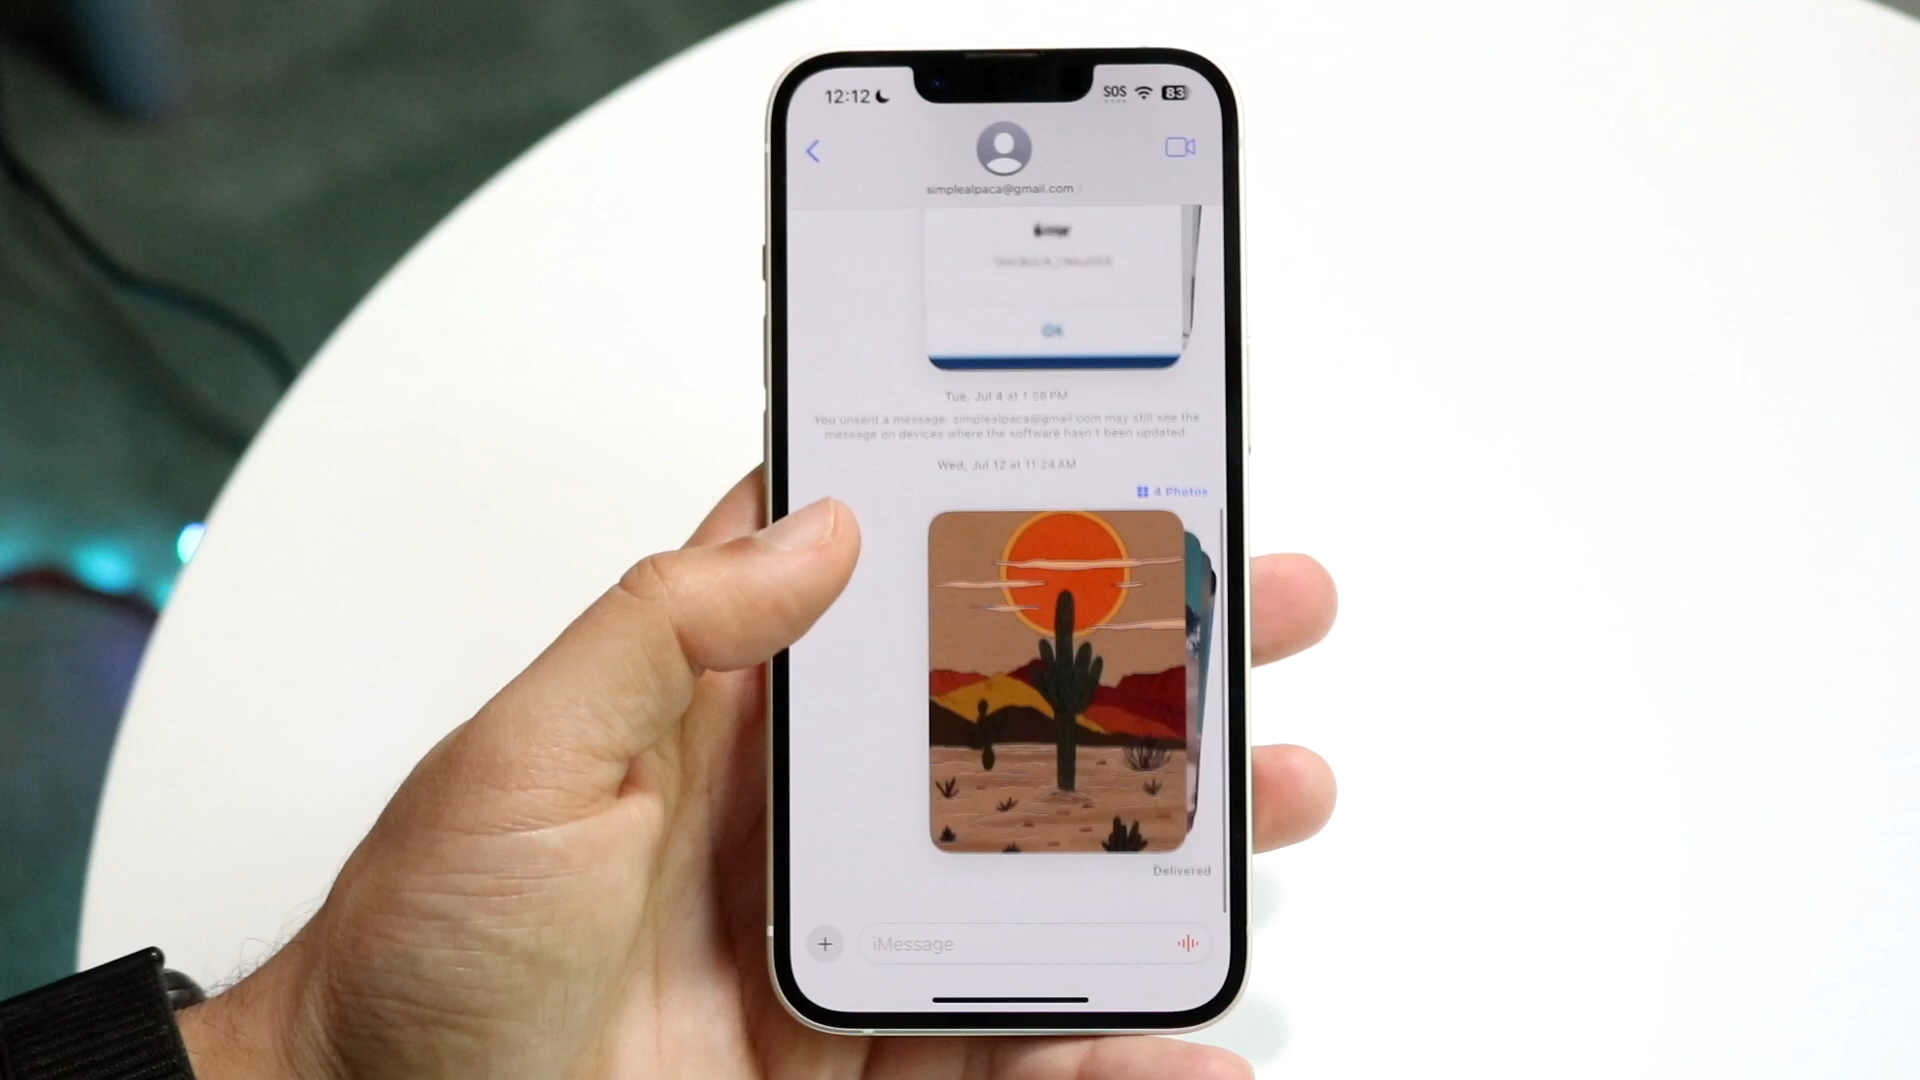 12:12
SOS
83
simplealpaca@gmail.com
Tue, Jul 4 at 1:56 PM
You unsent a message. simplealpaca@gmail.com may still see the
message on devices where the software hasn't been updated.
Wed, Jul 12 at 11:24 AM
4 Photos
Delivered
iMessage